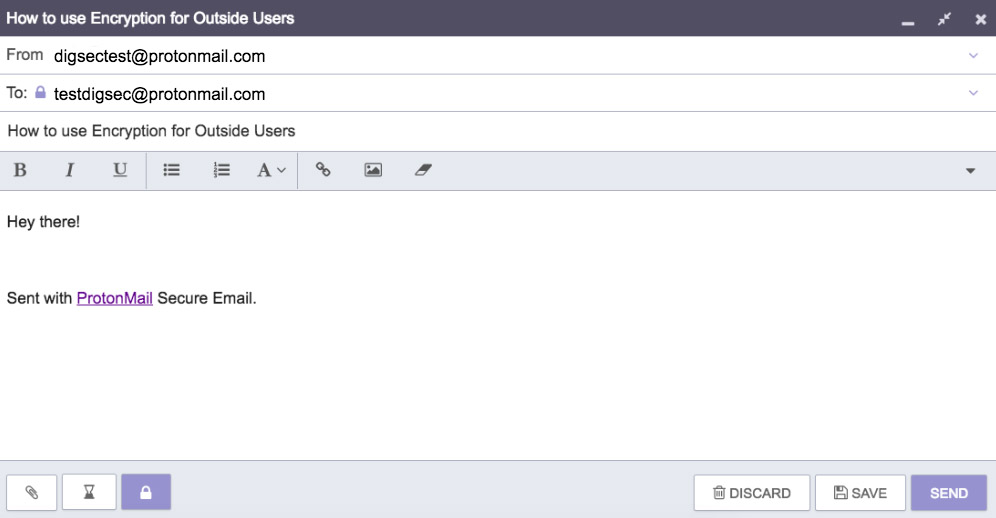 How to use Encryption for Outside Users
From digsectest@protonmail.com
To: testdigsec@protonmail.com
How to use Encryption for Outside Users
B I U A
Hey there!
Sent with ProtonMail Secure Email.
DISCARD SAVE SEND